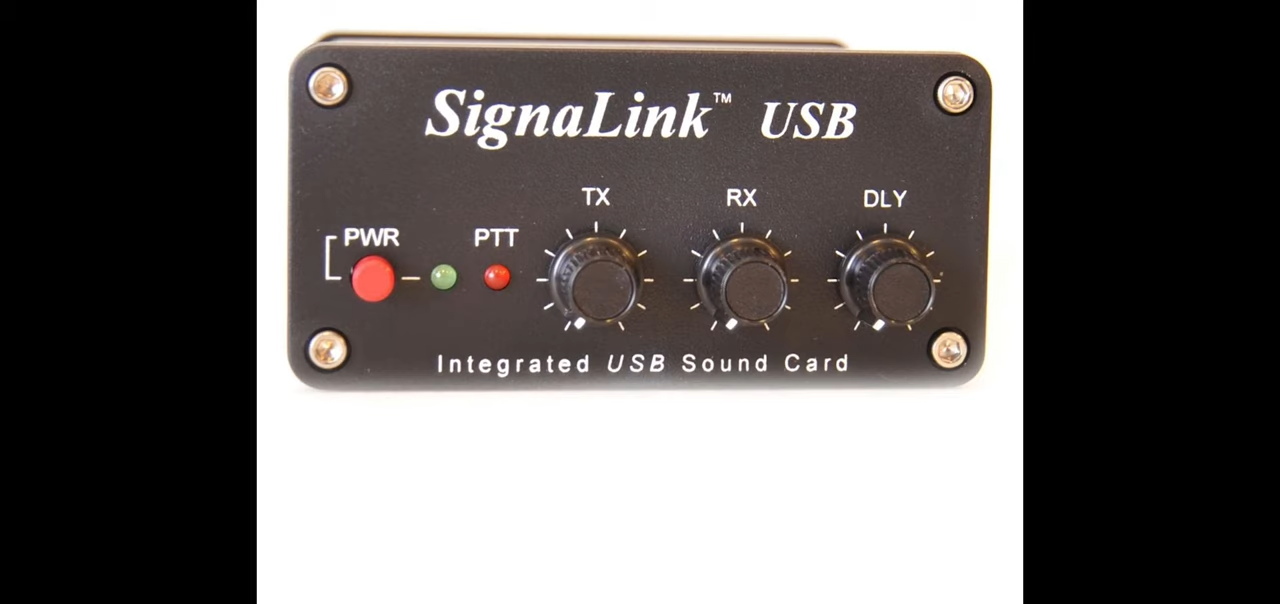 SignaLink™ USB
TX RX DLY
PWR PTT
Integrated USB Sound Card